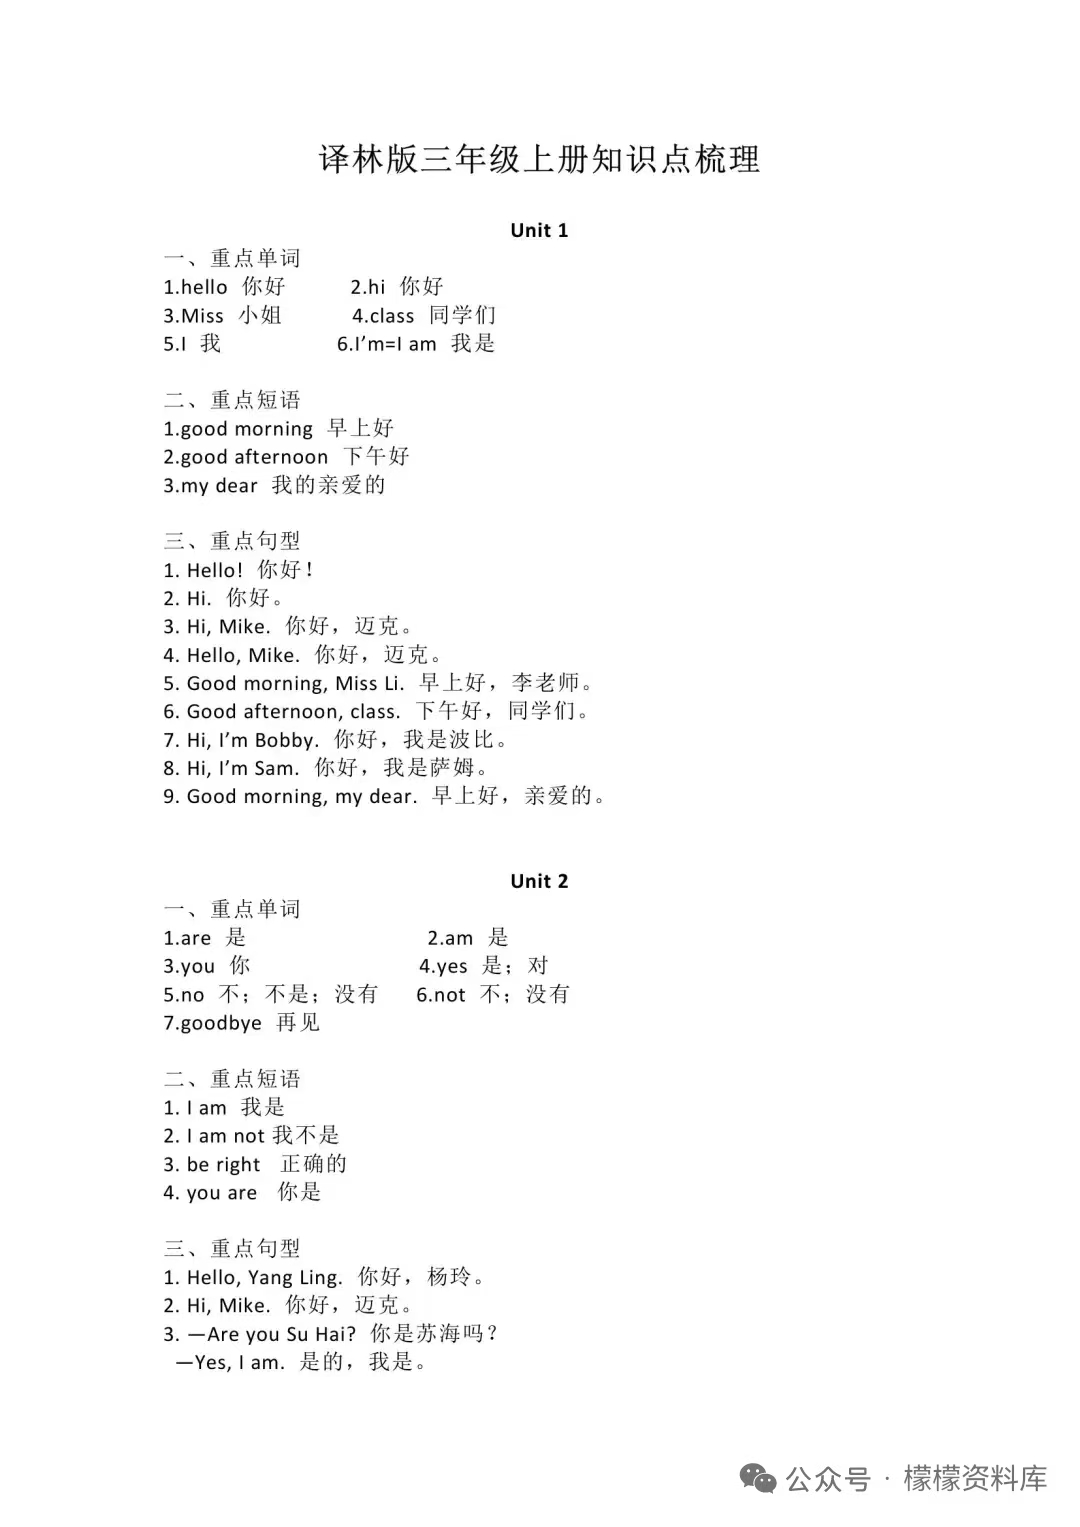 译林版三年级上册知识点梳理
Unit 1
一、重点单词
1.hello 你好 2.hi 你好
3.Miss 小姐 4.class 同学们
5.I 我 6.I’m=I am 我是
二、重点短语
1.good morning 早上好
2.good afternoon 下午好
3.my dear 我的亲爱的
三、重点句型
1. Hello! 你好！
2. Hi. 你好。
3. Hi, Mike. 你好，迈克。
4. Hello, Mike. 你好，迈克。
5. Good morning, Miss Li. 早上好，李老师。
6. Good afternoon, class. 下午好，同学们。
7. Hi, I’m Bobby. 你好，我是波比。
8. Hi, I’m Sam. 你好，我是萨姆。
9. Good morning, my dear. 早上好，亲爱的。
Unit 2
一、重点单词
1.are 是 2.am 是
3.you 你 4.yes 是；对
5.no 不；不是；没有 6.not 不；没有
7.goodbye 再见
二、重点短语
1. I am 我是
2. I am not 我不是
3. be right 正确的
4. you are 你是
三、重点句型
1. Hello, Yang Ling. 你好，杨玲。
2. Hi, Mike. 你好，迈克。
3. —Are you Su Hai? 你是苏海吗？
—Yes, I am. 是的，我是。
公众号 · 檬檬资料库